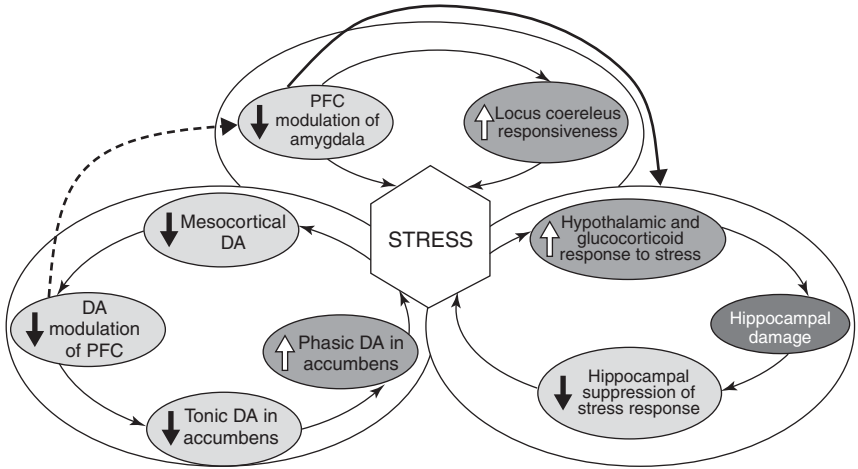 PFC
modulation of
amygdala
Locus coereleus
responsiveness
Mesocortical
DA
STRESS
Hypothalamic and
glucocorticoid
response to stress
DA
modulation
of PFC
Phasic DA in
accumbens
Hippocampal
damage
Tonic DA in
accumbens
Hippocampal
suppression of
stress response